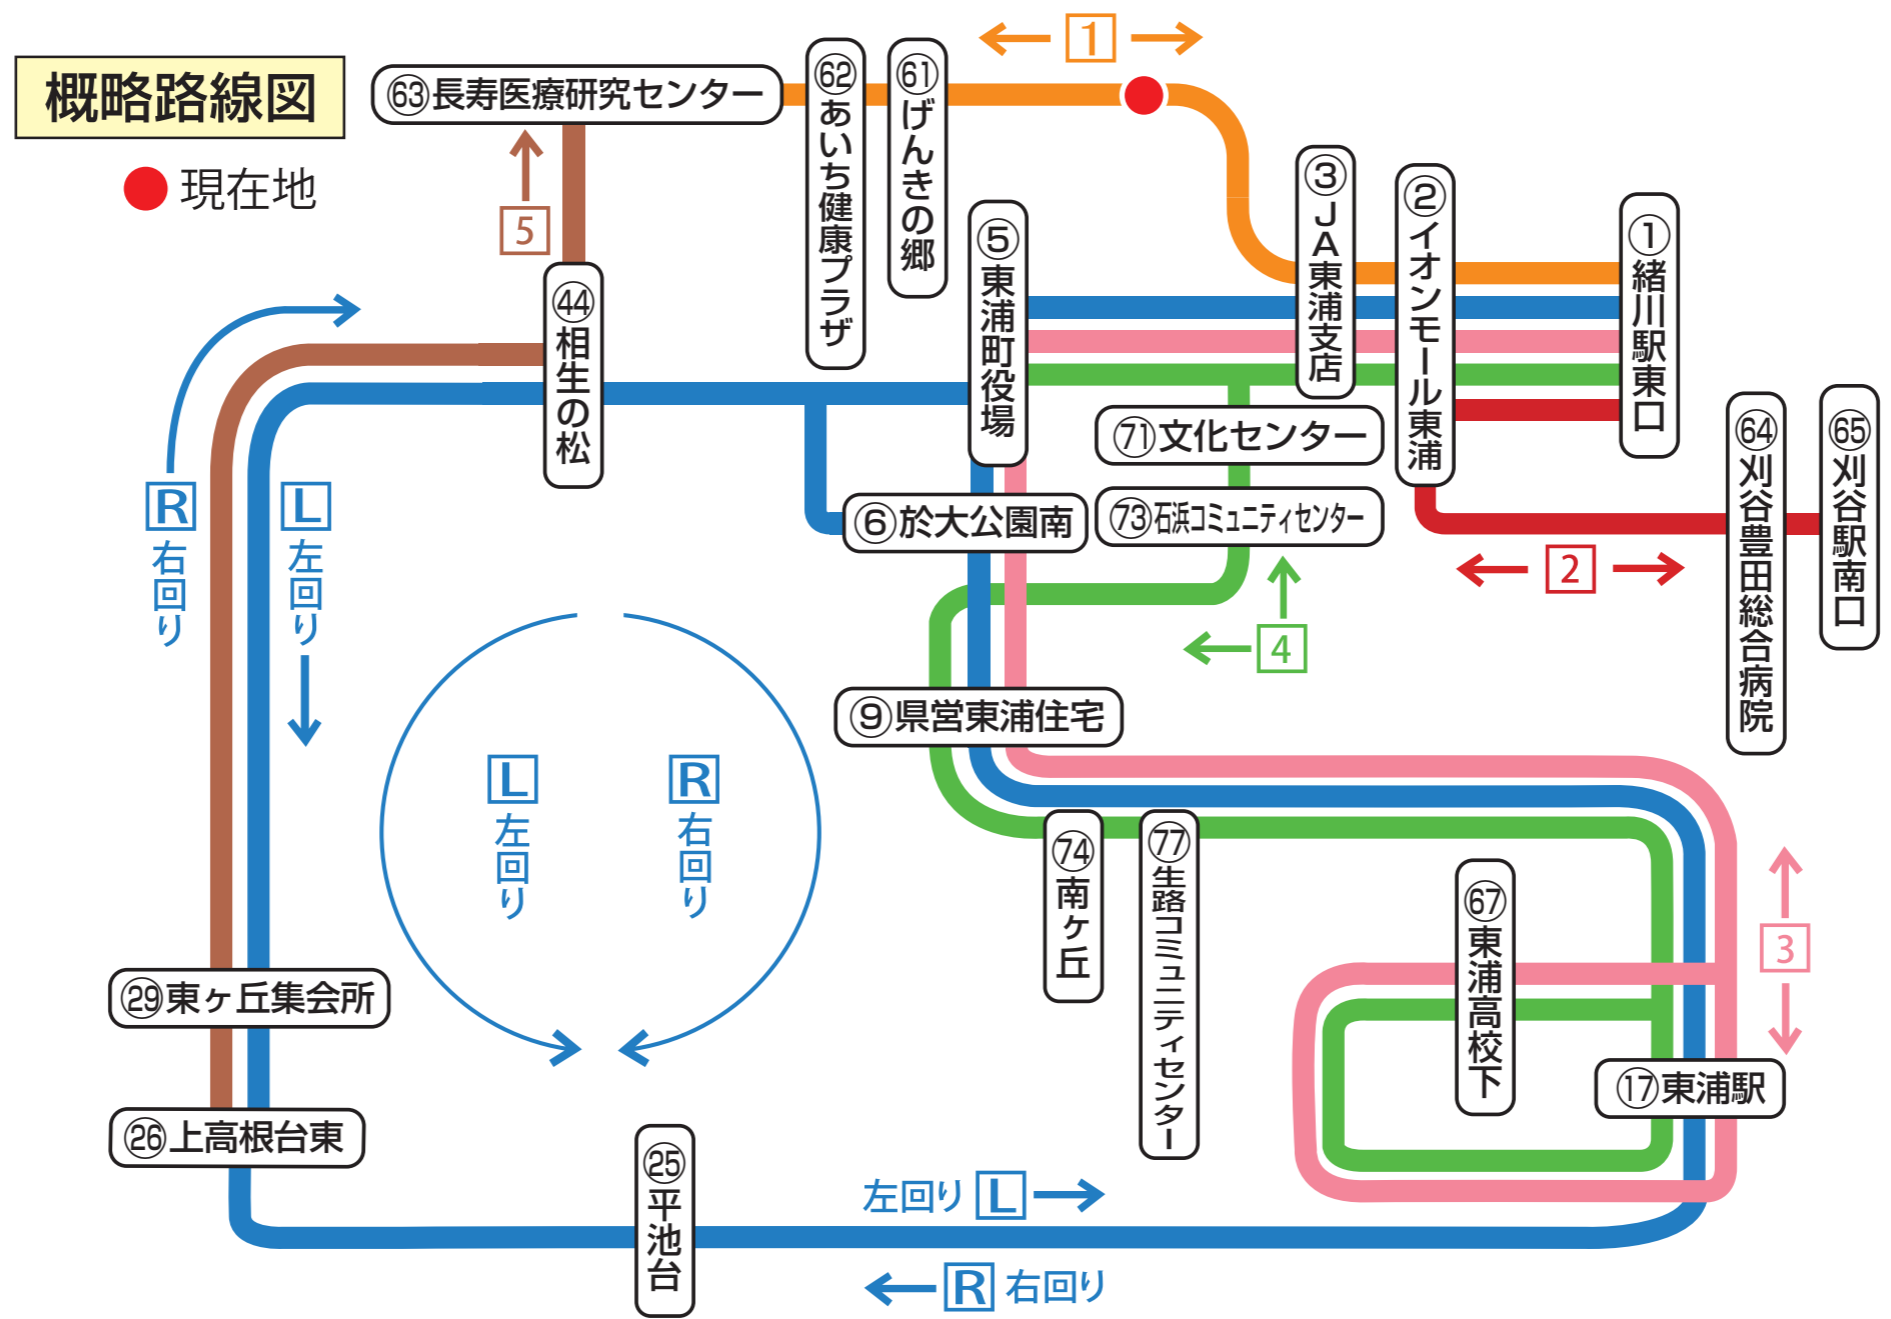 概略路線図
現在地
1
㊿63長寿医療研究センター
62あいち健康プラザ
61げんきの郷
③JA東浦支店
②イオンモール東浦
①緒川駅東口
⑤東浦町役場
5
㊹相生の松
71文化センター
64刈谷豊田総合病院
65刈谷駅南口
R
右回り
L
左回り
⑥於大公園南
73石浜コミュニティセンター
2
4
⑨県営東浦住宅
L
左回り
R
右回り
74南ヶ丘
77生路コミュニティセンター
67東浦高校下
3
㉙東ヶ丘集会所
⑰東浦駅
㉖上高根台東
㉕平池台
左回り L
R 右回り